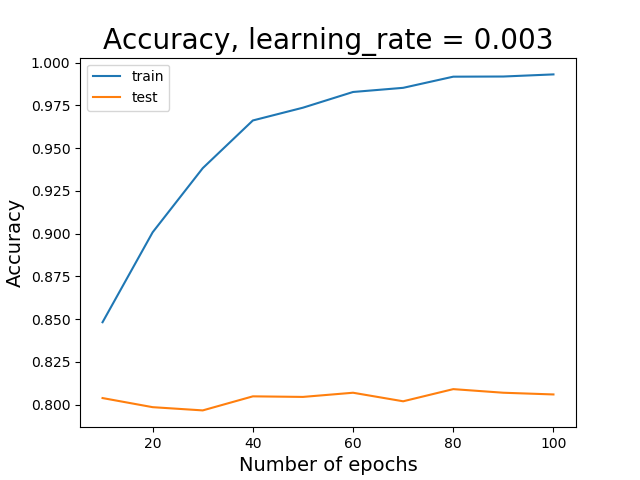 Accuracy, learning_rate = 0.003
train
test
Accuracy
1.000
0.975
0.950
0.925
0.900
0.875
0.850
0.825
0.800
20 40 60 80 100
Number of epochs